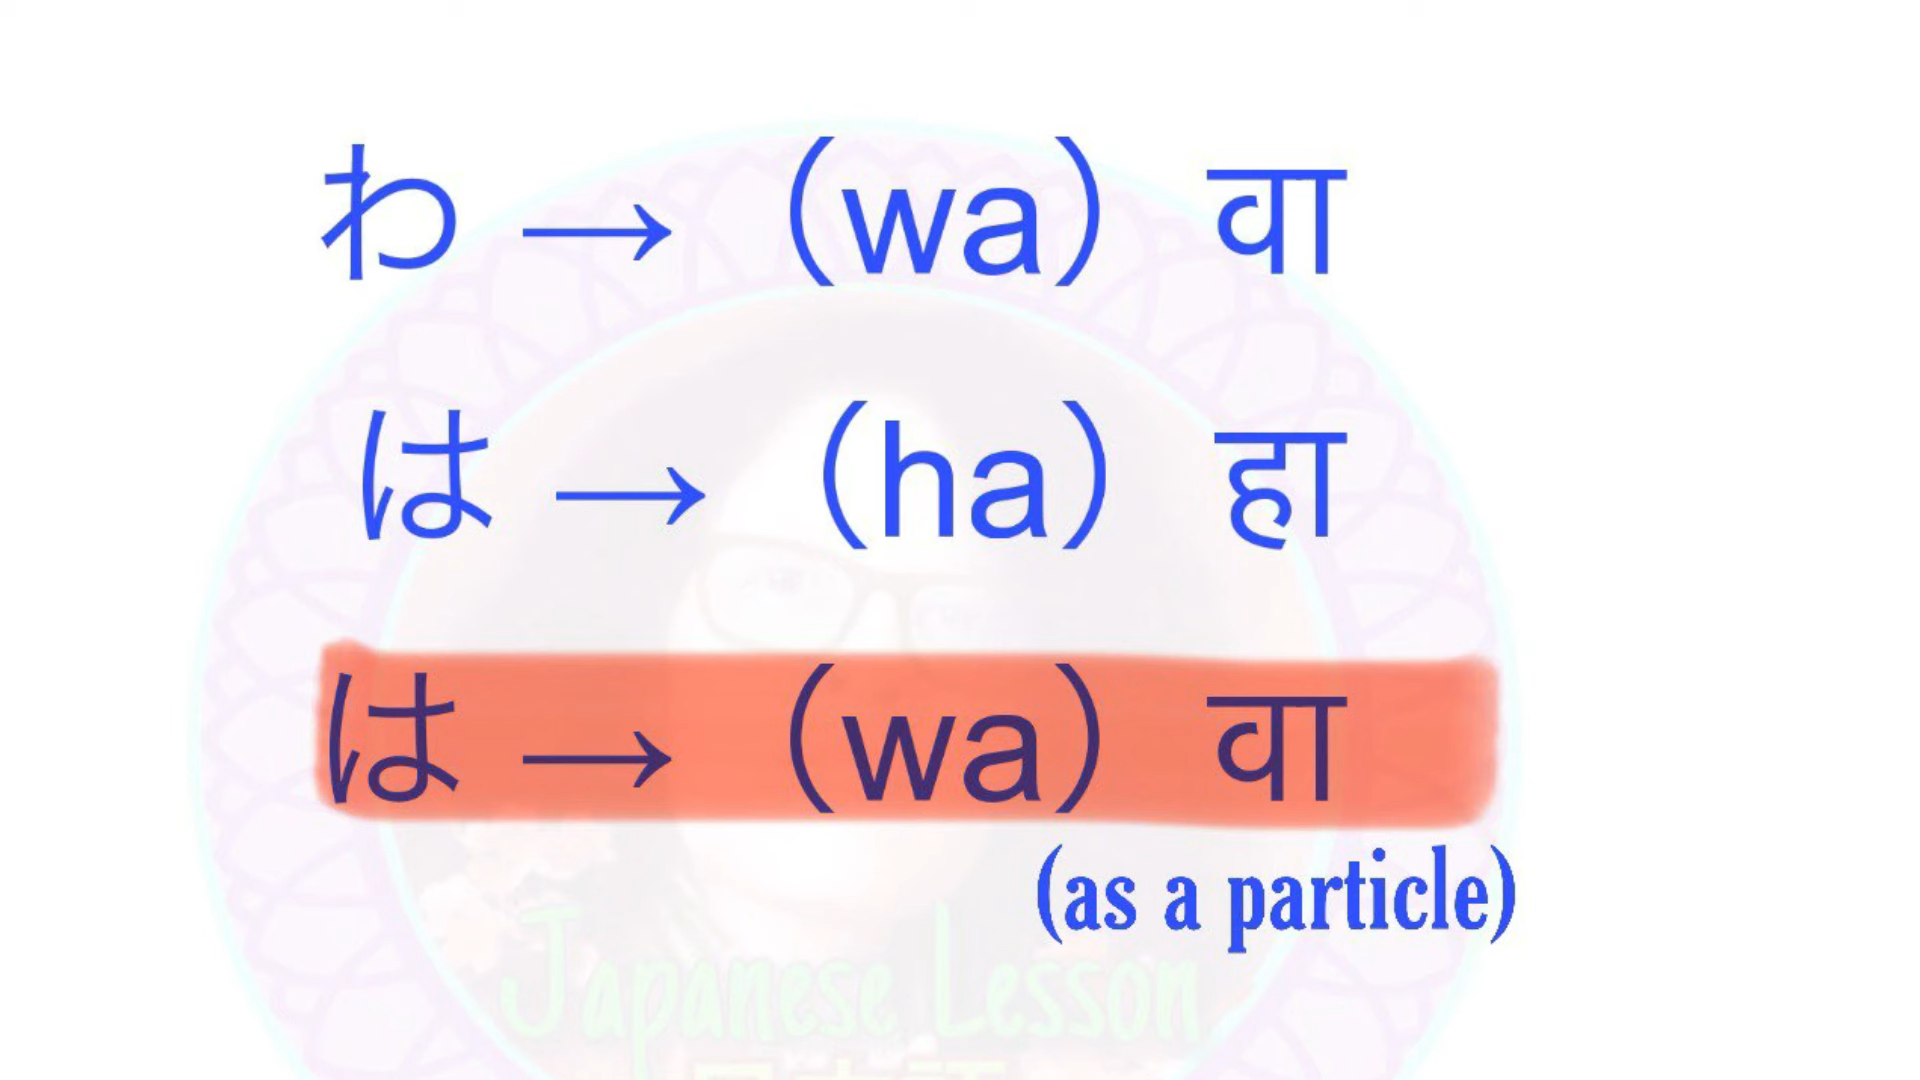 わ → (wa) वा
は → (ha) हा
は → (wa) वा
(as a particle)
Japanese Lesson